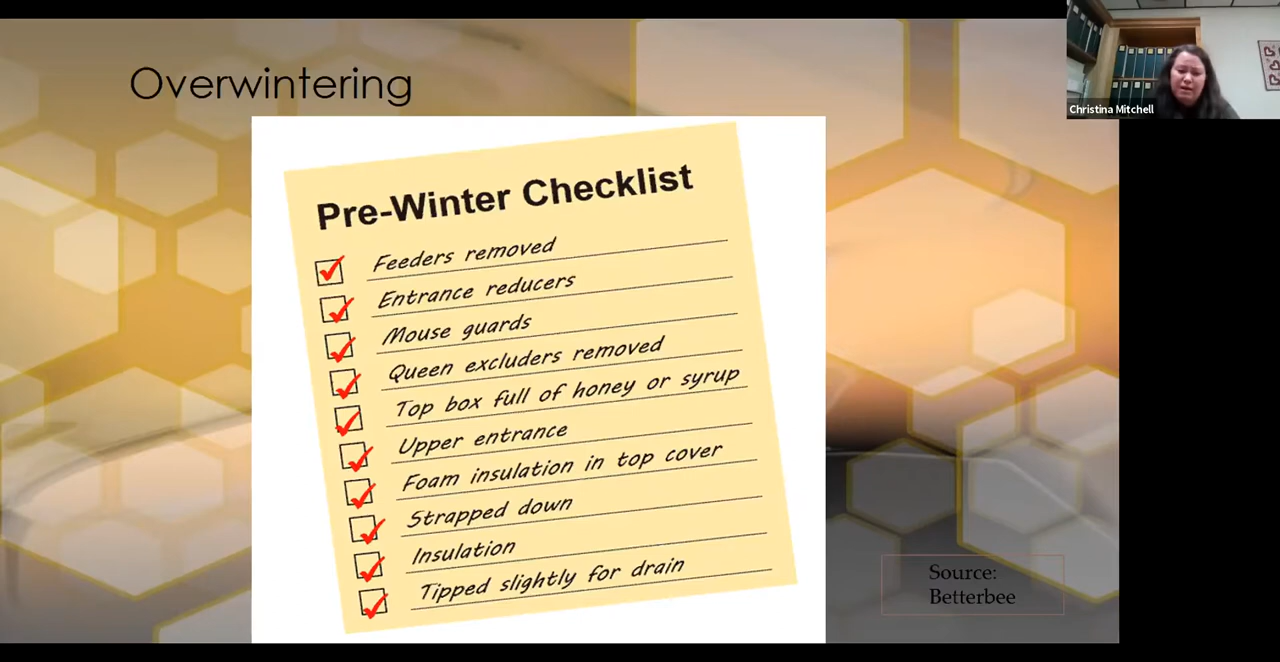 Overwintering
Christina Mitchell
Pre-Winter Checklist
Feeders removed
Entrance reducers
Mouse guards
Queen excluders removed
Top box full of honey or syrup
Upper entrance
Foam insulation in top cover
Strapped down
Insulation
Tipped slightly for drain
Source:
Betterbee